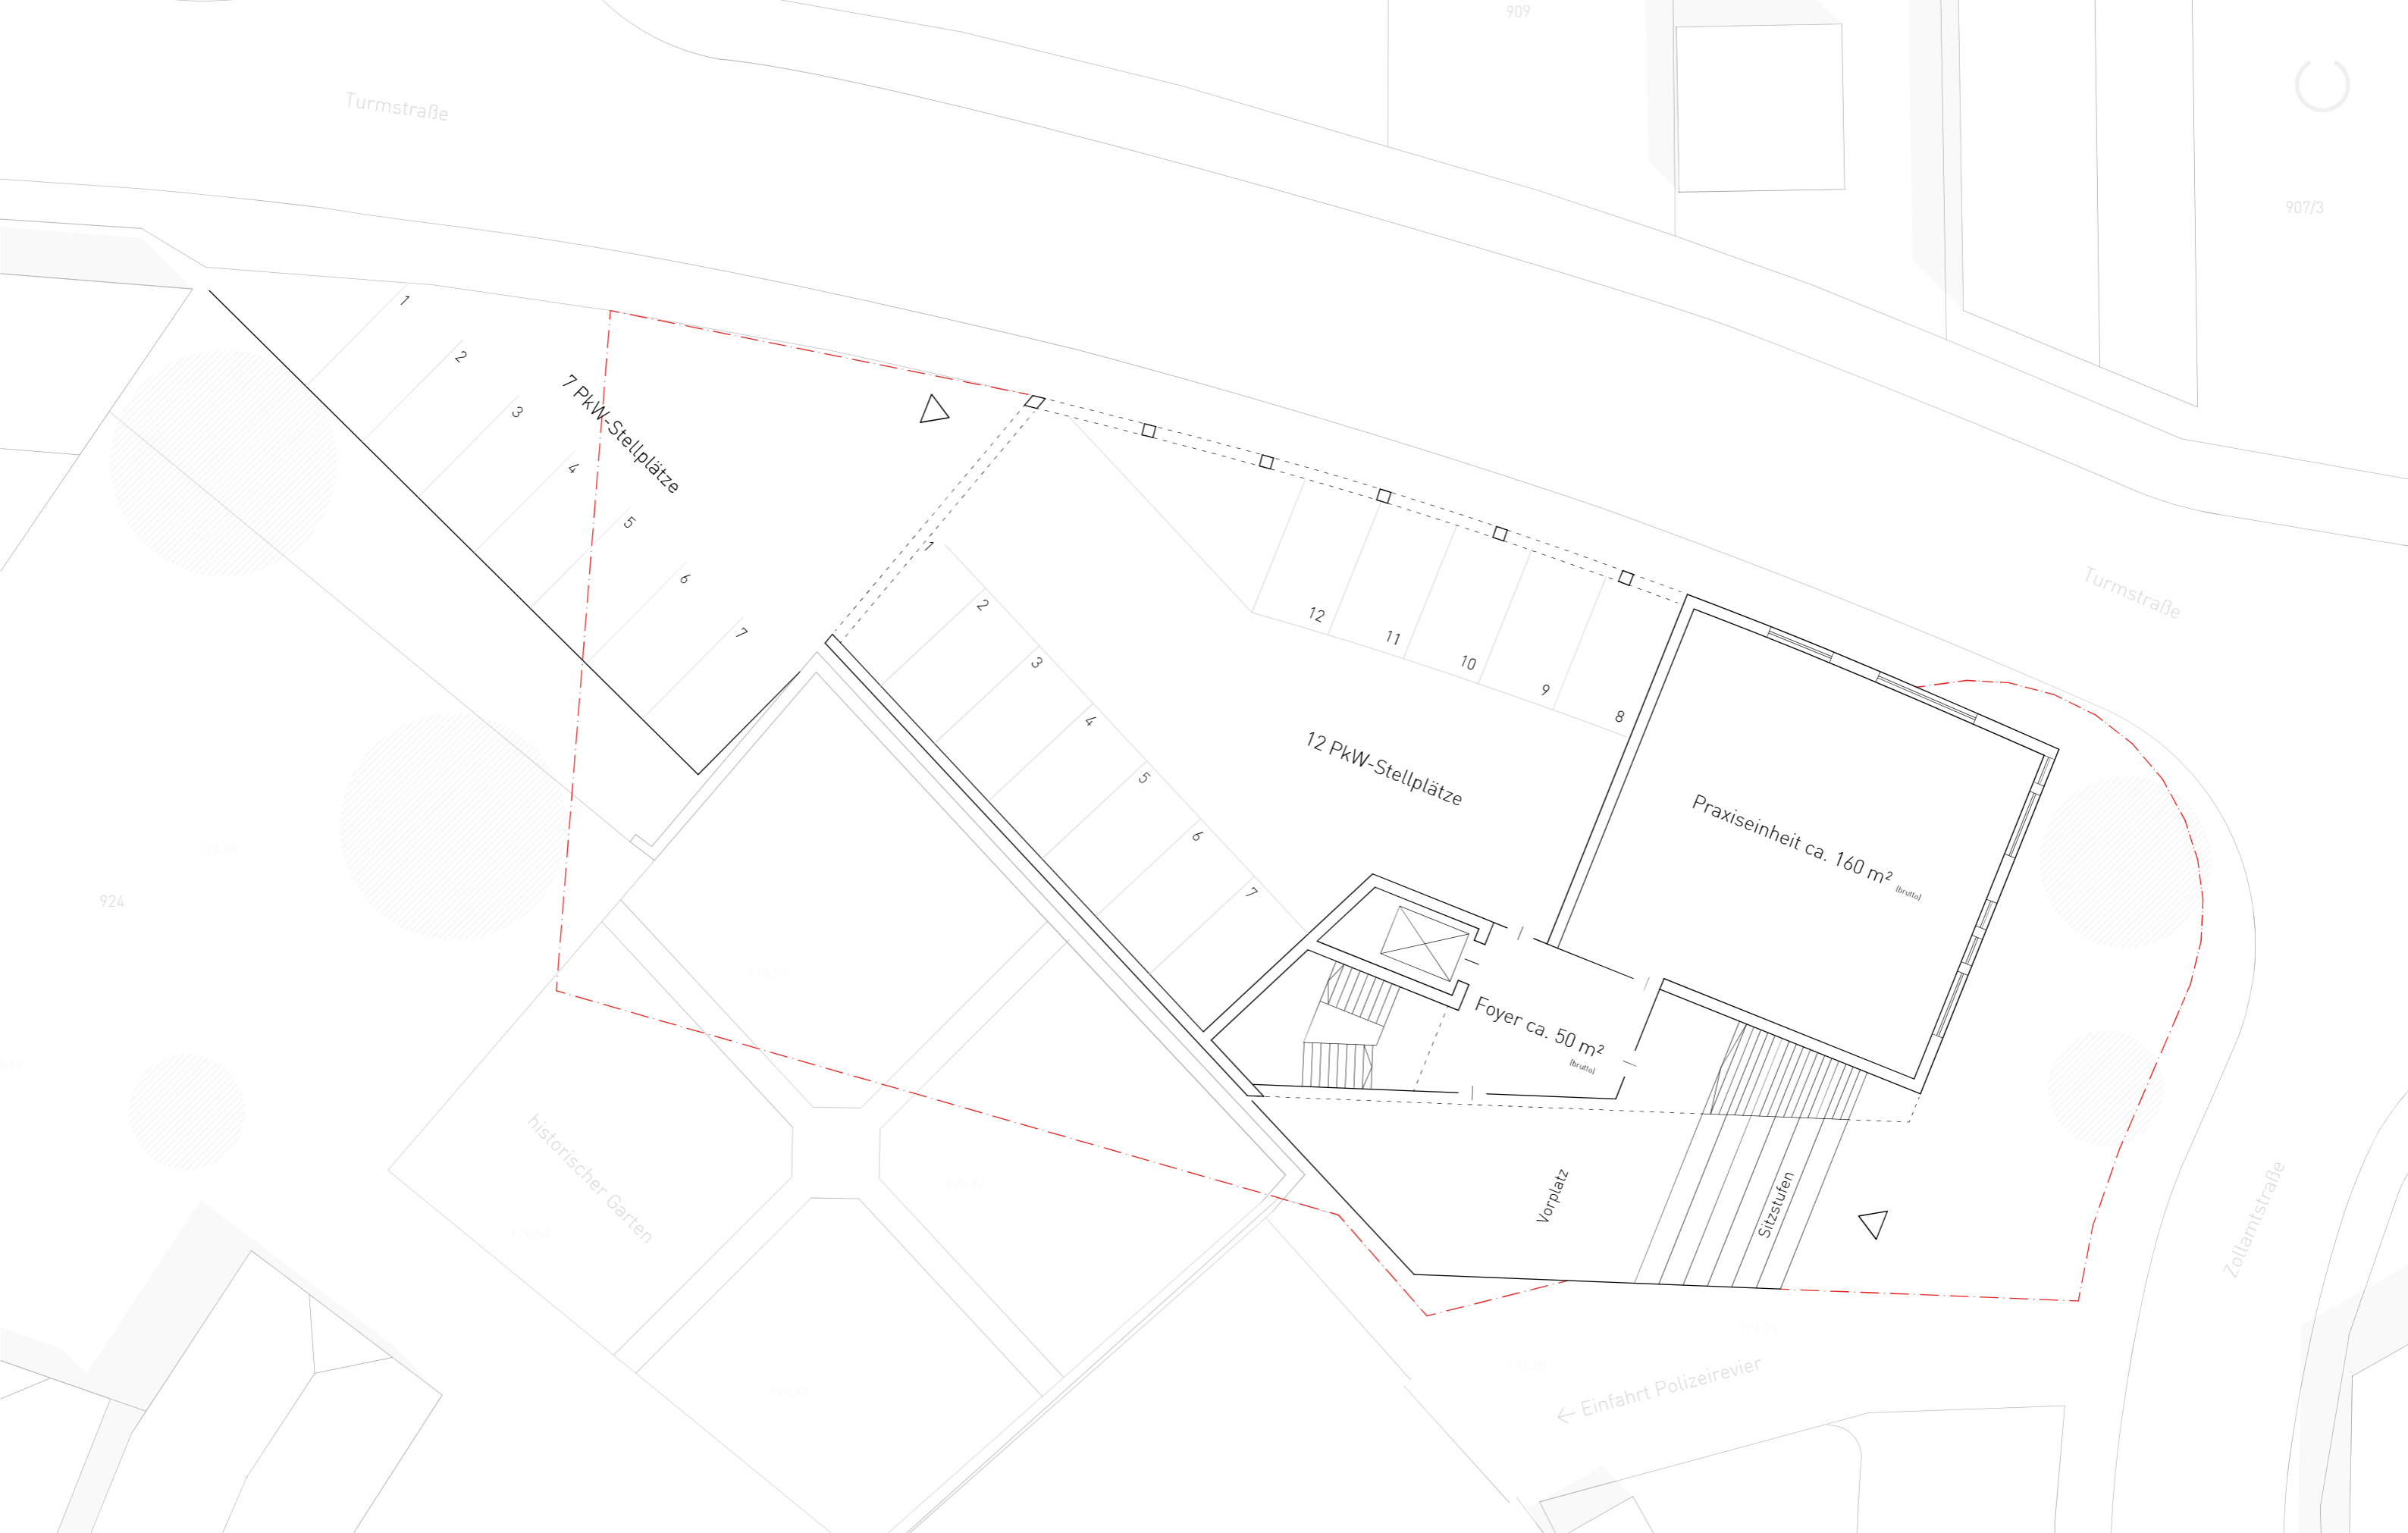 909
Turmstraße
907/3
1
2
3
4
5
6
7
7 PkW-Stellplätze
1
2
3
4
5
6
7
12
11
10
9
8
12 PkW-Stellplätze
Turmstraße
Praxiseinheit ca. 160 m²
(brutto)
924
Foyer ca. 50 m²
(brutto)
historischer Garten
Vorplatz
Sitzstufen
Zollamtstraße
← Einfahrt Polizeirevier